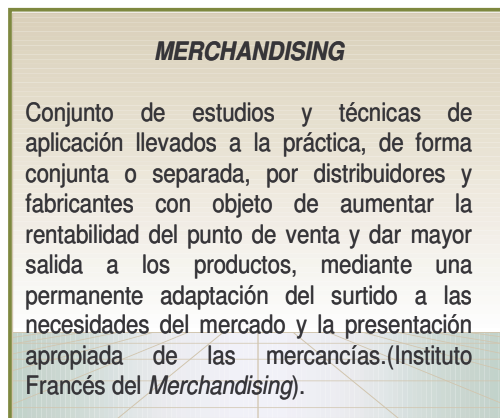 MERCHANDISING
Conjunto de estudios y técnicas de
aplicación llevados a la práctica, de forma
conjunta o separada, por distribuidores y
fabricantes con objeto de aumentar la
rentabilidad del punto de venta y dar mayor
salida a los productos, mediante una
permanente adaptación del surtido a las
necesidades del mercado y la presentación
apropiada de las mercancías.(Instituto
Francés del Merchandising).